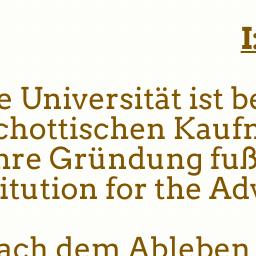 I:
e Universität ist be
chottischen Kaufm
hre Gründung fuß
itution for the Adv
ach dem Ableben